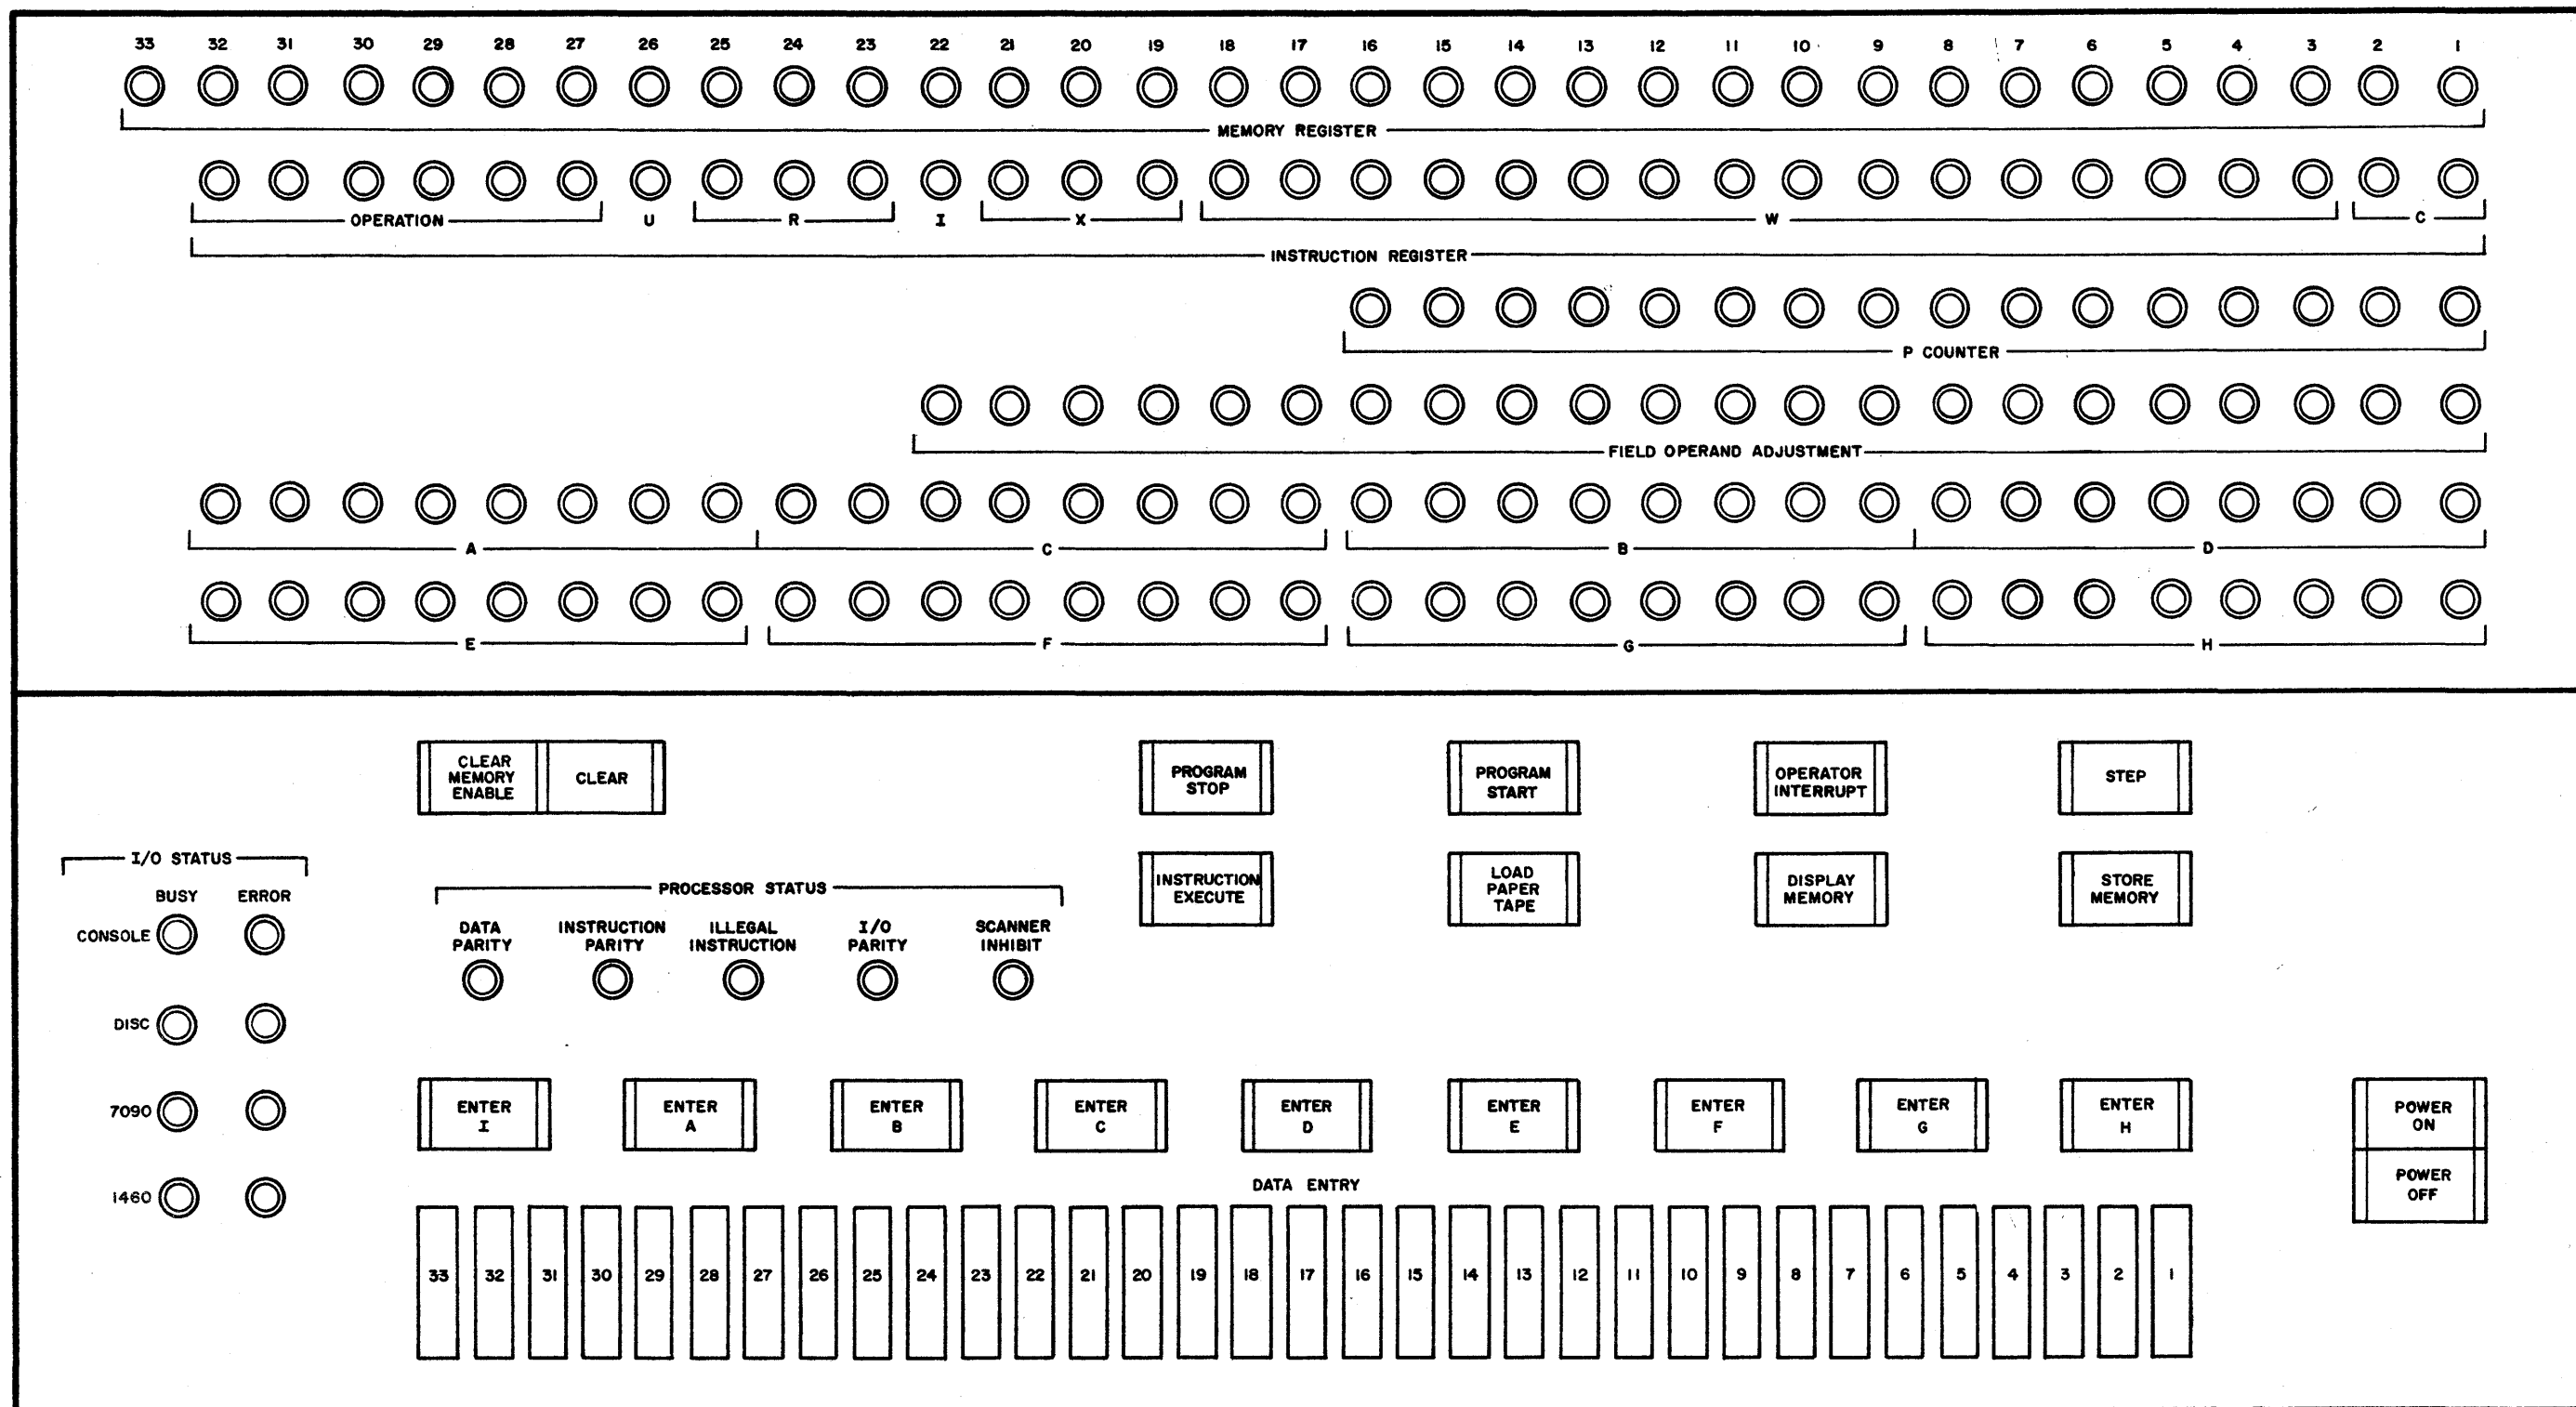 33 32 31 30 29 28 27 26 25 24 23 22 21 20 19 18 17 16 15 14 13 12 11 10 9 8 7 6 5 4 3 2 1
MEMORY REGISTER
OPERATION U R I X W C
INSTRUCTION REGISTER
P COUNTER
FIELD OPERAND ADJUSTMENT
A C B D
E F G H
CLEAR
MEMORY
ENABLE
CLEAR
PROGRAM
STOP
PROGRAM
START
OPERATOR
INTERRUPT
STEP
INSTRUCTION
EXECUTE
LOAD
PAPER
TAPE
DISPLAY
MEMORY
STORE
MEMORY
I/O STATUS
BUSY ERROR
CONSOLE
DISC
7090
1460
PROCESSOR STATUS
DATA
PARITY
INSTRUCTION
PARITY
ILLEGAL
INSTRUCTION
I/O
PARITY
SCANNER
INHIBIT
ENTER
I
ENTER
A
ENTER
B
ENTER
C
ENTER
D
ENTER
E
ENTER
F
ENTER
G
ENTER
H
POWER
ON
POWER
OFF
DATA ENTRY
33 32 31 30 29 28 27 26 25 24 23 22 21 20 19 18 17 16 15 14 13 12 11 10 9 8 7 6 5 4 3 2 1